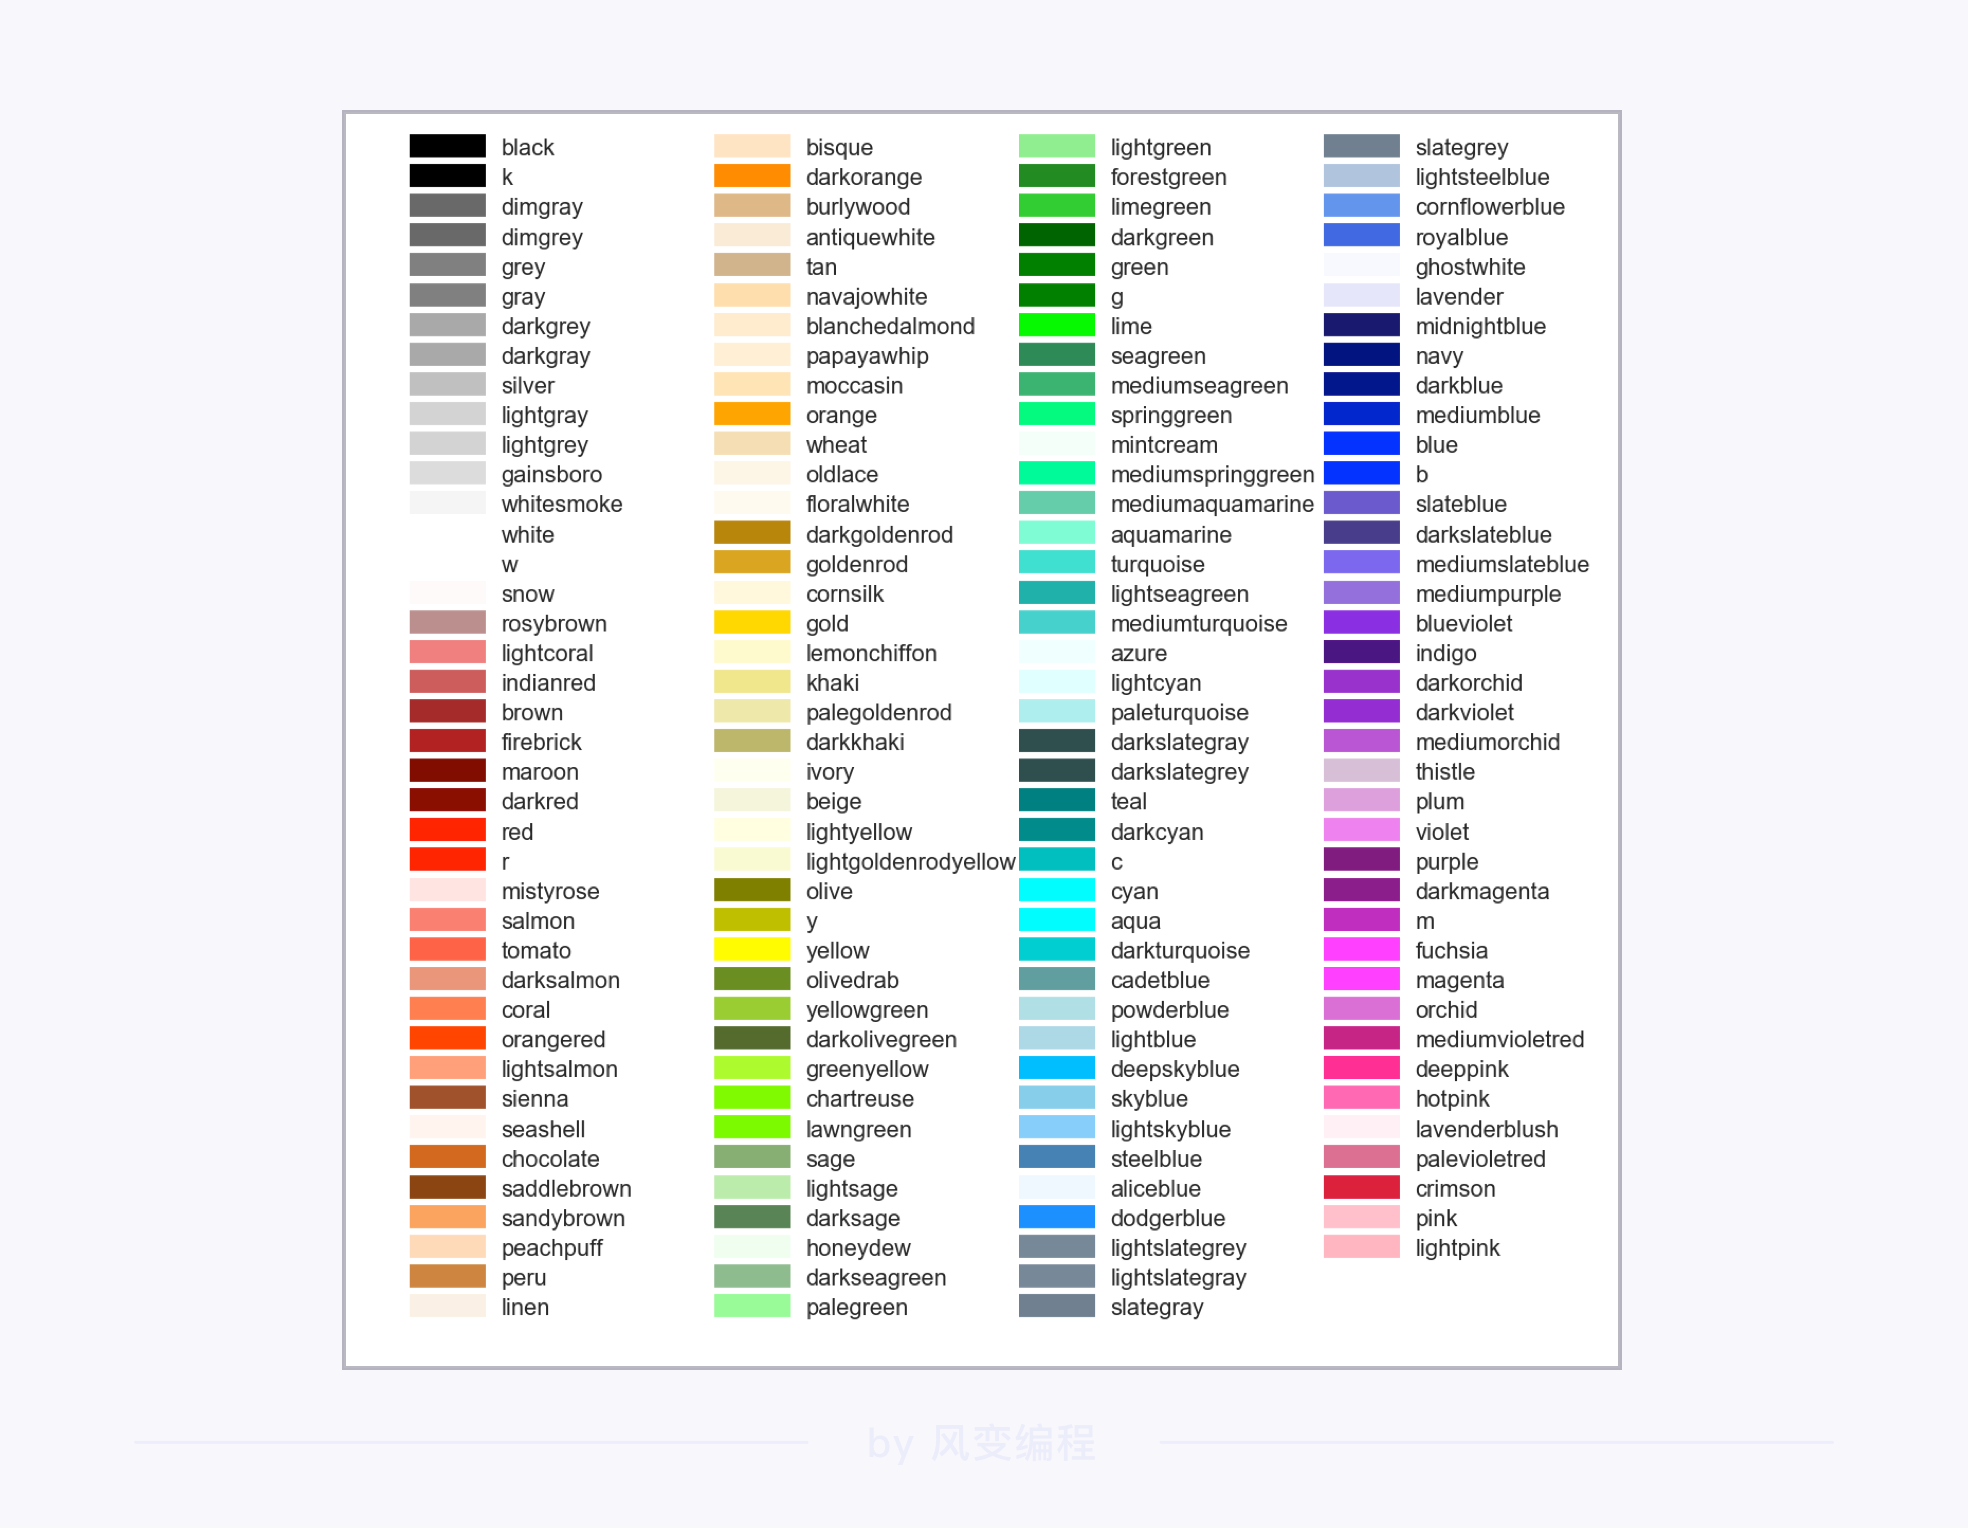 black
k
dimgray
dimgrey
grey
gray
darkgrey
darkgray
silver
lightgray
lightgrey
gainsboro
whitesmoke
white
w
snow
rosybrown
lightcoral
indianred
brown
firebrick
maroon
darkred
red
r
mistyrose
salmon
tomato
darksalmon
coral
orangered
lightsalmon
sienna
seashell
chocolate
saddlebrown
sandybrown
peachpuff
peru
linen
bisque
darkorange
burlywood
antiquewhite
tan
navajowhite
blanchedalmond
papayawhip
moccasin
orange
wheat
oldlace
floralwhite
darkgoldenrod
goldenrod
cornsilk
gold
lemonchiffon
khaki
palegoldenrod
darkkhaki
ivory
beige
lightyellow
lightgoldenrodyellow
olive
y
yellow
olivedrab
yellowgreen
darkolivegreen
greenyellow
chartreuse
lawngreen
sage
lightsage
darksage
honeydew
darkseagreen
palegreen
lightgreen
forestgreen
limegreen
darkgreen
green
g
lime
seagreen
mediumseagreen
springgreen
mintcream
mediumspringgreen
mediumaquamarine
aquamarine
turquoise
lightseagreen
mediumturquoise
azure
lightcyan
paleturquoise
darkslategray
darkslategrey
teal
darkcyan
c
cyan
aqua
darkturquoise
cadetblue
powderblue
lightblue
deepskyblue
skyblue
lightskyblue
steelblue
aliceblue
dodgerblue
lightslategrey
lightslategray
slategray
slategrey
lightsteelblue
cornflowerblue
royalblue
ghostwhite
lavender
midnightblue
navy
darkblue
mediumblue
blue
b
slateblue
darkslateblue
mediumslateblue
mediumpurple
blueviolet
indigo
darkorchid
darkviolet
mediumorchid
thistle
plum
violet
purple
darkmagenta
m
fuchsia
magenta
orchid
mediumvioletred
deeppink
hotpink
lavenderblush
palevioletred
crimson
pink
lightpink
by 风变编程